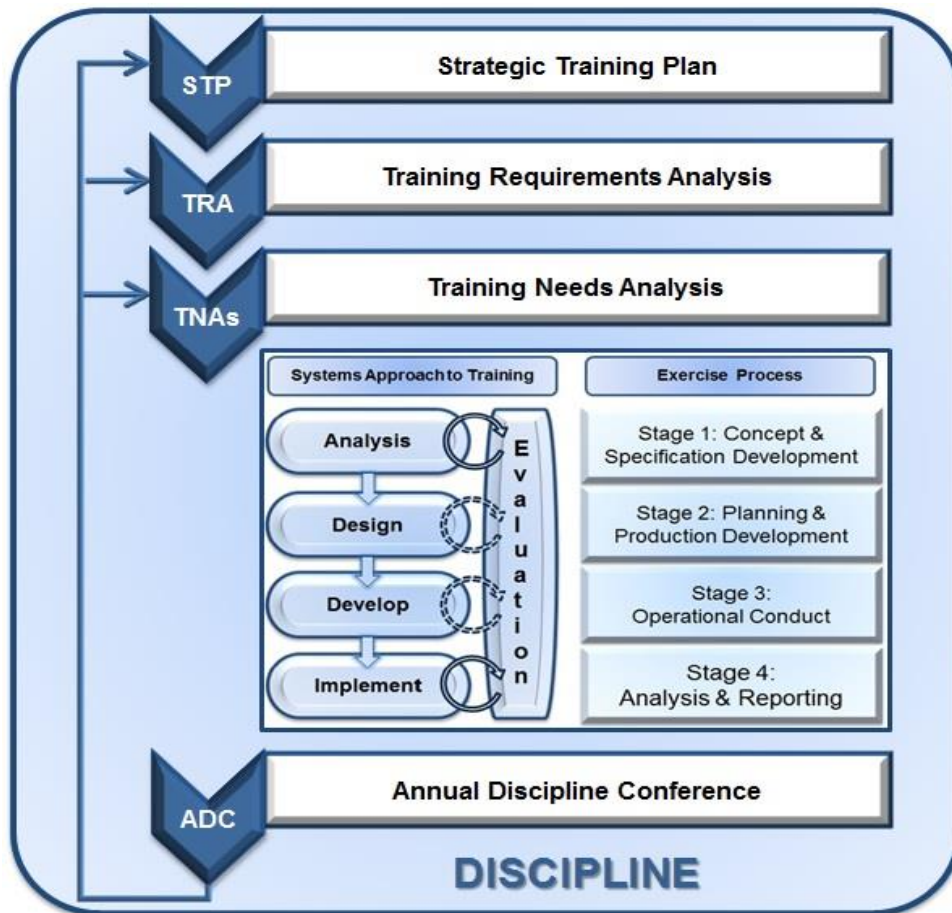 STP
Strategic Training Plan
TRA
Training Requirements Analysis
TNAs
Training Needs Analysis
Systems Approach to Training
Exercise Process
Analysis
Design
Develop
Implement
Evaluation
Stage 1: Concept &
Specification Development
Stage 2: Planning &
Production Development
Stage 3:
Operational Conduct
Stage 4:
Analysis & Reporting
ADC
Annual Discipline Conference
DISCIPLINE